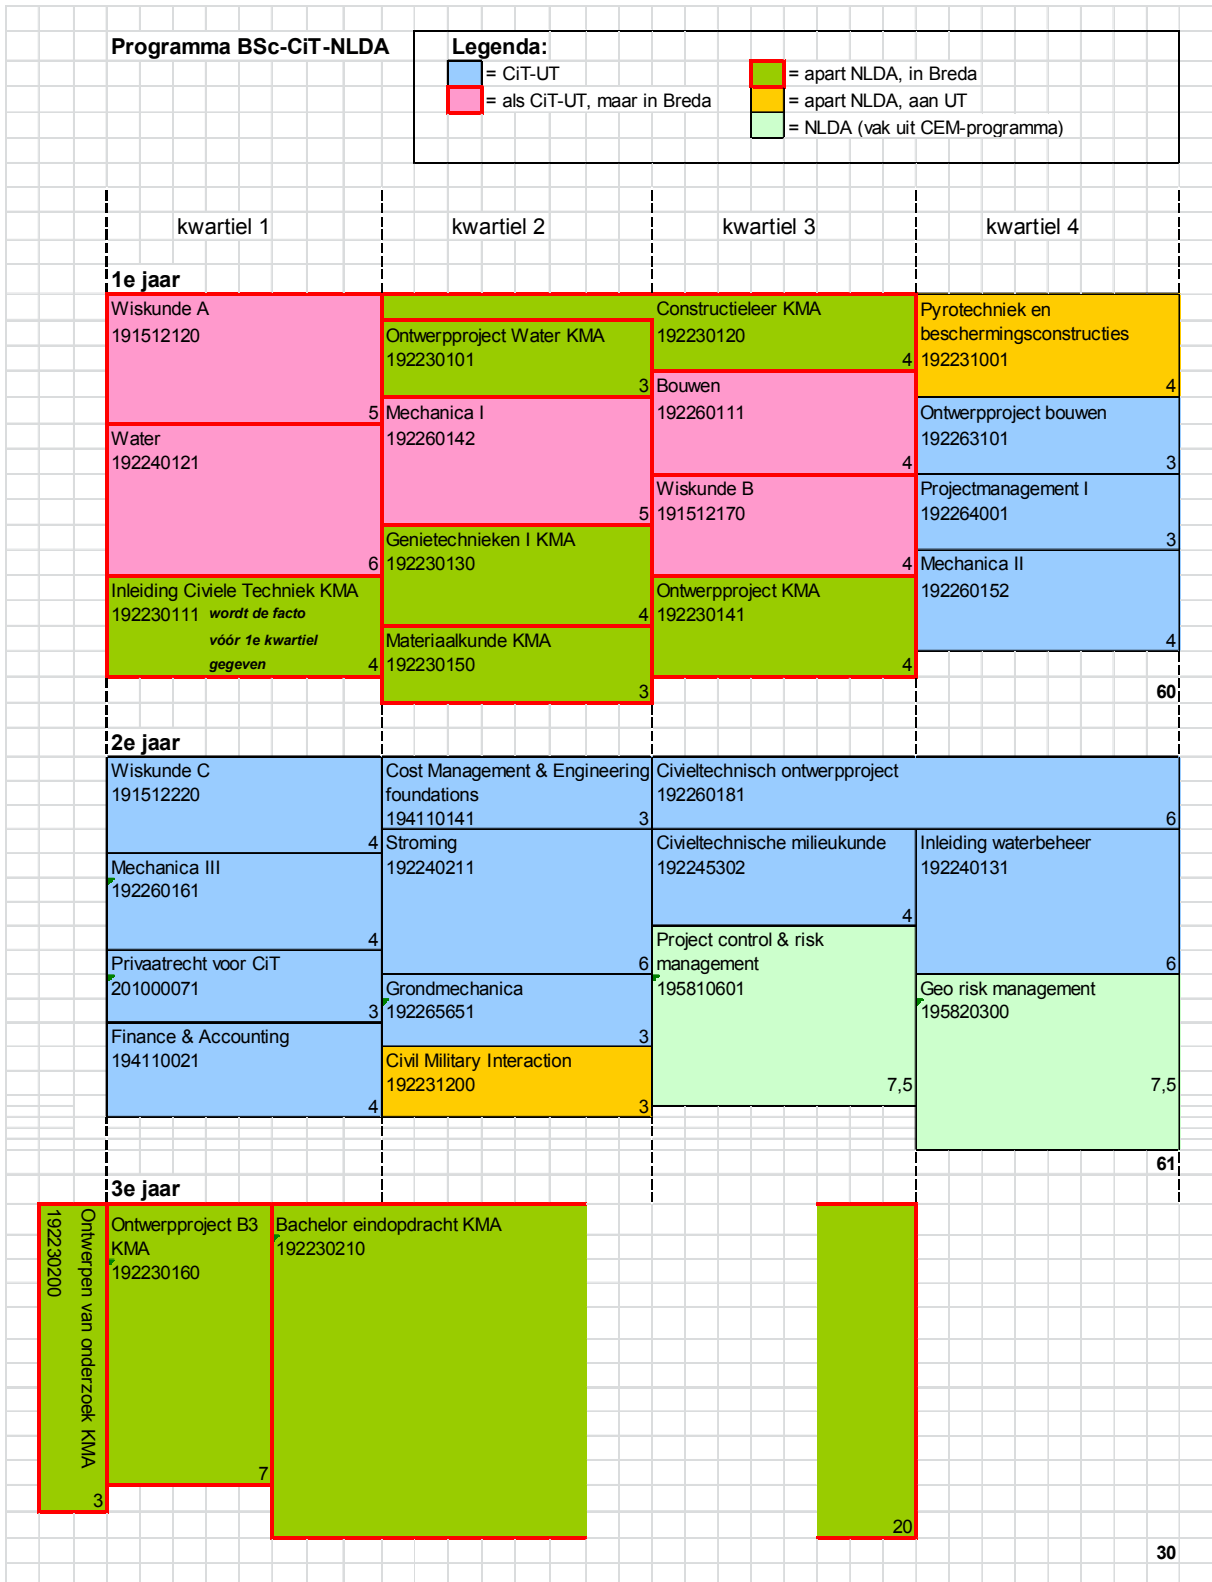 Programma BSc-CiT-NLDA
Legenda:
= CiT-UT
= als CiT-UT, maar in Breda
= apart NLDA, in Breda
= apart NLDA, aan UT
= NLDA (vak uit CEM-programma)
kwartiel 1
kwartiel 2
kwartiel 3
kwartiel 4
1e jaar
Wiskunde A
191512120
5
Water
192240121
6
Inleiding Civiele Techniek KMA
192230111 wordt de facto
vóór 1e kwartiel
gegeven
4
Ontwerpproject Water KMA
192230101
3
Mechanica I
192260142
5
Genietechnieken I KMA
192230130
4
Materiaalkunde KMA
192230150
3
Constructieleer KMA
192230120
4
Bouwen
192260111
4
Wiskunde B
191512170
4
Ontwerpproject KMA
192230141
4
Pyrotechniek en
beschermingsconstructies
192231001
4
Ontwerpproject bouwen
192263101
3
Projectmanagement I
192264001
3
Mechanica II
192260152
4
60
2e jaar
Wiskunde C
191512220
4
Mechanica III
192260161
4
Privaatrecht voor CiT
201000071
3
Finance & Accounting
194110021
4
Cost Management & Engineering
foundations
194110141
3
Stroming
192240211
6
Grondmechanica
192265651
3
Civil Military Interaction
192231200
3
Civieltechnisch ontwerpproject
192260181
6
Civieltechnische milieukunde
192245302
4
Project control & risk
management
195810601
7,5
Inleiding waterbeheer
192240131
6
Geo risk management
195820300
7,5
61
3e jaar
Ontwerpen van onderzoek KMA
192230200
3
Ontwerpproject B3
KMA
192230160
7
Bachelor eindopdracht KMA
192230210
20
30